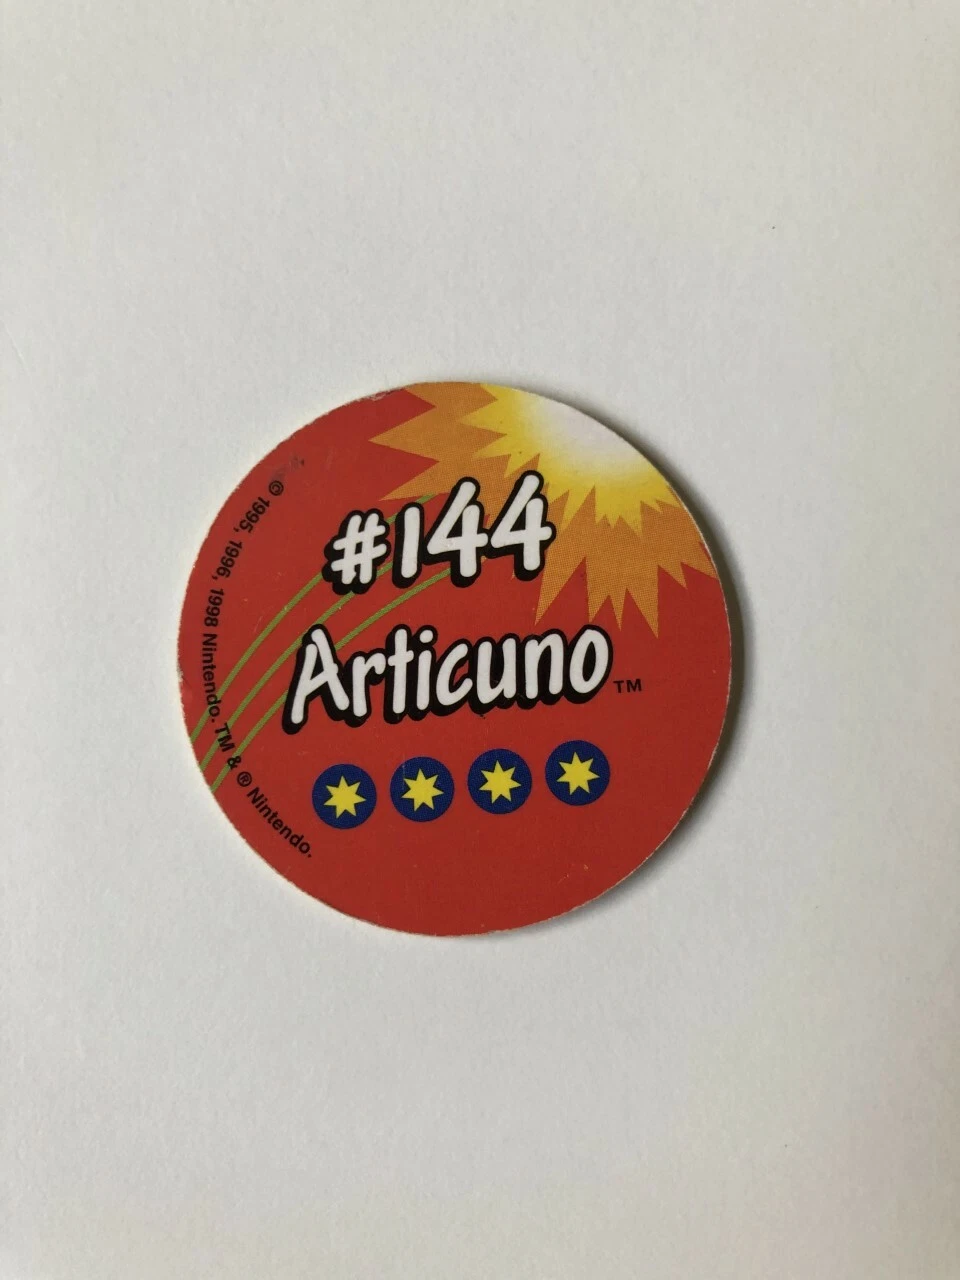 #144
Articuno™
© 1995, 1996, 1998 Nintendo. TM & ® Nintendo.